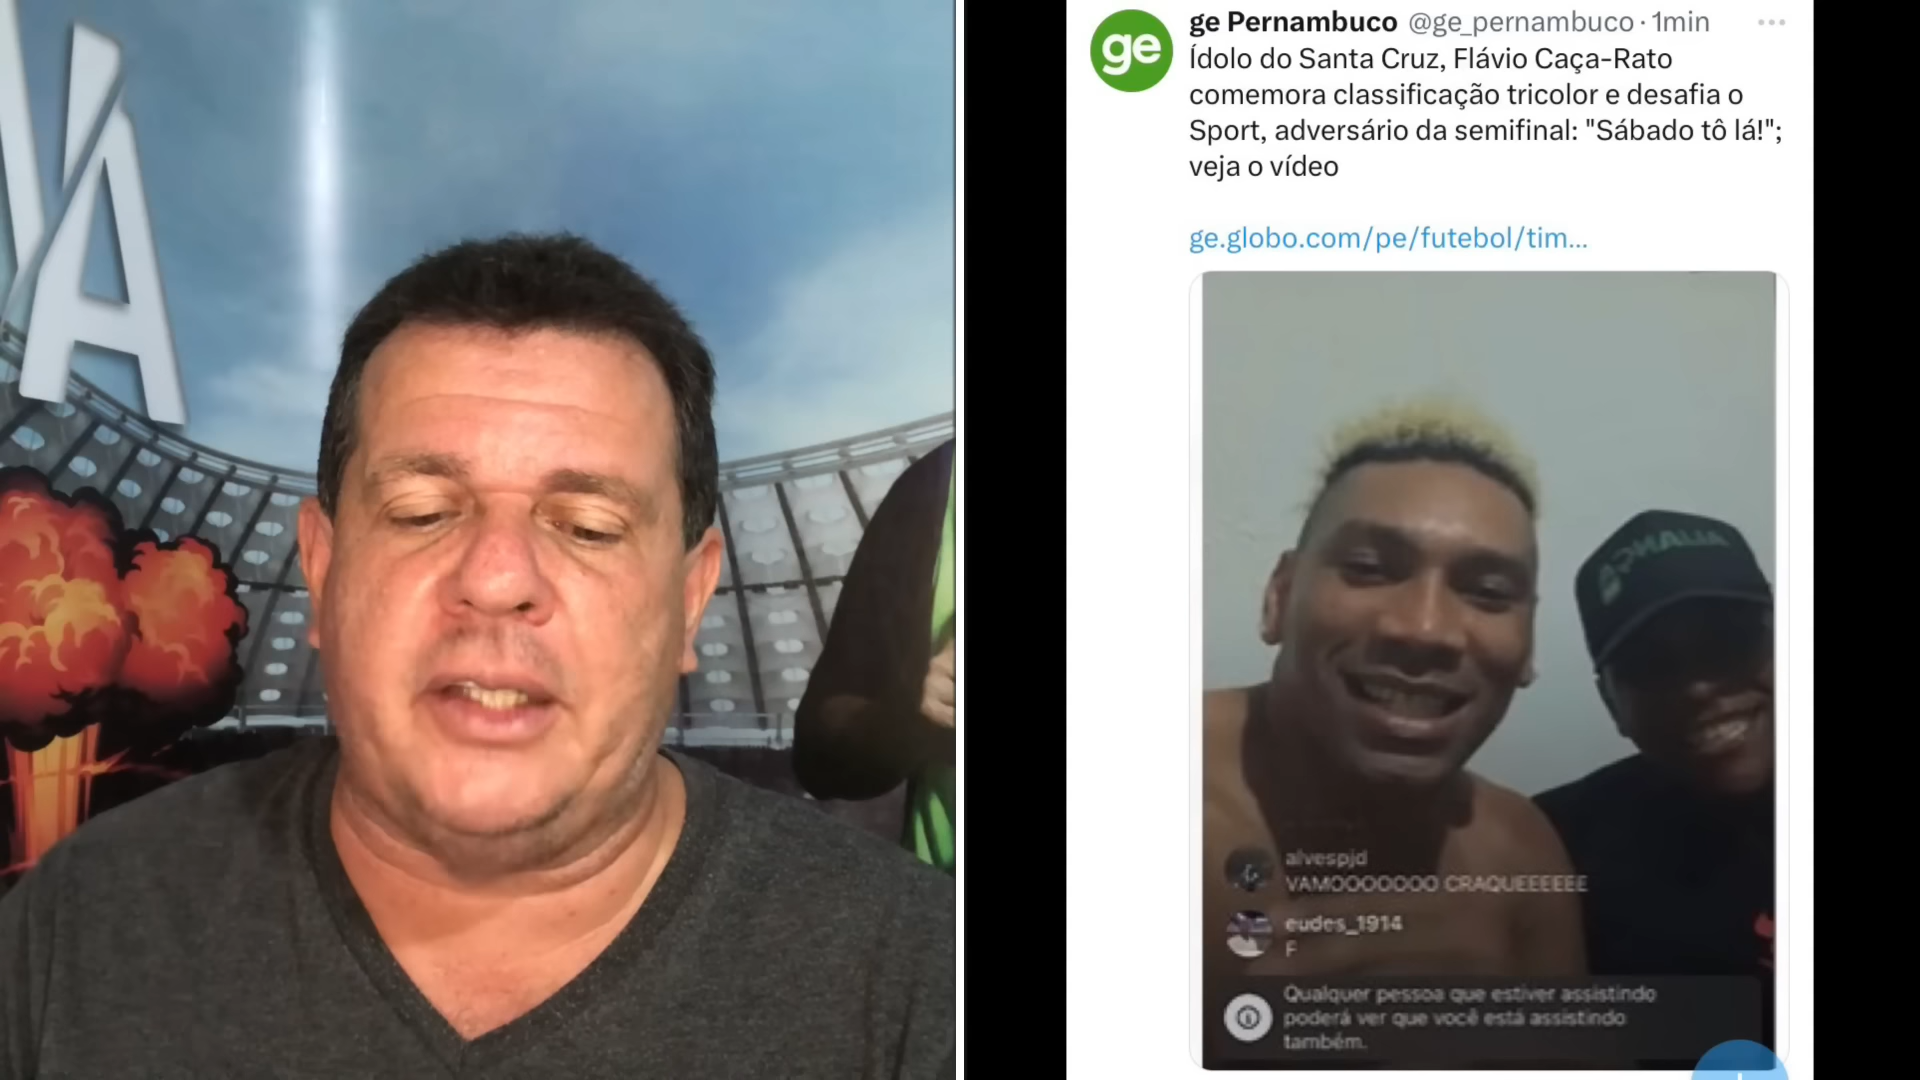 VA
ge
ge Pernambuco @ge_pernambuco · 1min
Ídolo do Santa Cruz, Flávio Caça-Rato
comemora classificação tricolor e desafia o
Sport, adversário da semifinal: "Sábado tô lá!";
veja o vídeo
ge.globo.com/pe/futebol/tim...
alvespjd
VAMOOOOOOO CRAQUEEEEEE
eudes_1914
F
Qualquer pessoa que estiver assistindo
poderá ver que você está assistindo
também.